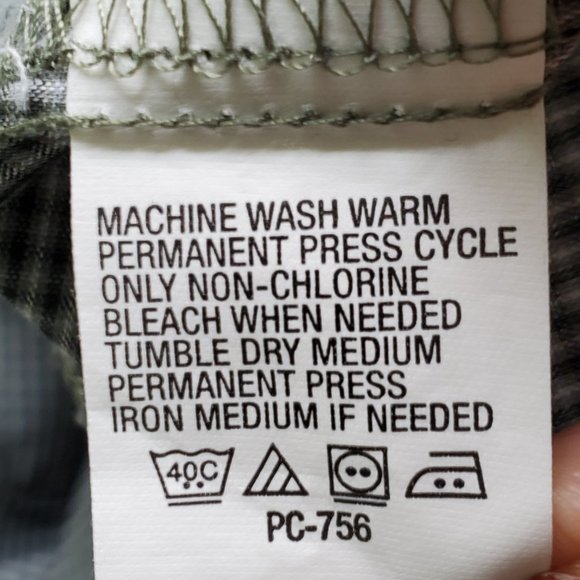 MACHINE WASH WARM
PERMANENT PRESS CYCLE
ONLY NON-CHLORINE
BLEACH WHEN NEEDED
TUMBLE DRY MEDIUM
PERMANENT PRESS
IRON MEDIUM IF NEEDED
40C
PC-756